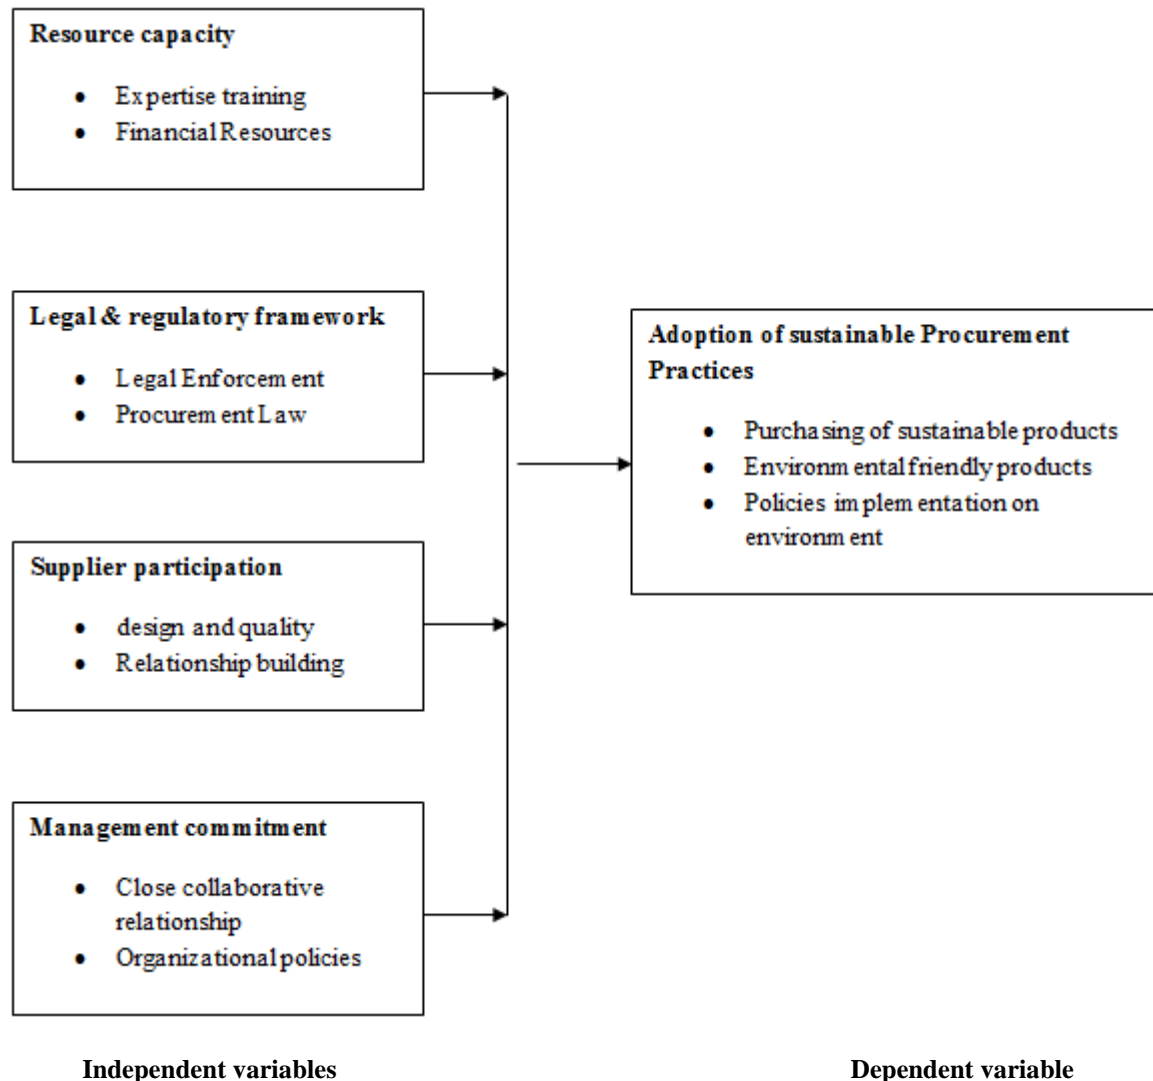 Resource capacity
• Expertise training
• Financial Resources
Legal & regulatory framework
• Legal Enforcement
• Procurement Law
Supplier participation
• design and quality
• Relationship building
Management commitment
• Close collaborative
relationship
• Organizational policies
Adoption of sustainable Procurement
Practices
• Purchasing of sustainable products
• Environmental friendly products
• Policies implementation on
environment
Independent variables
Dependent variable